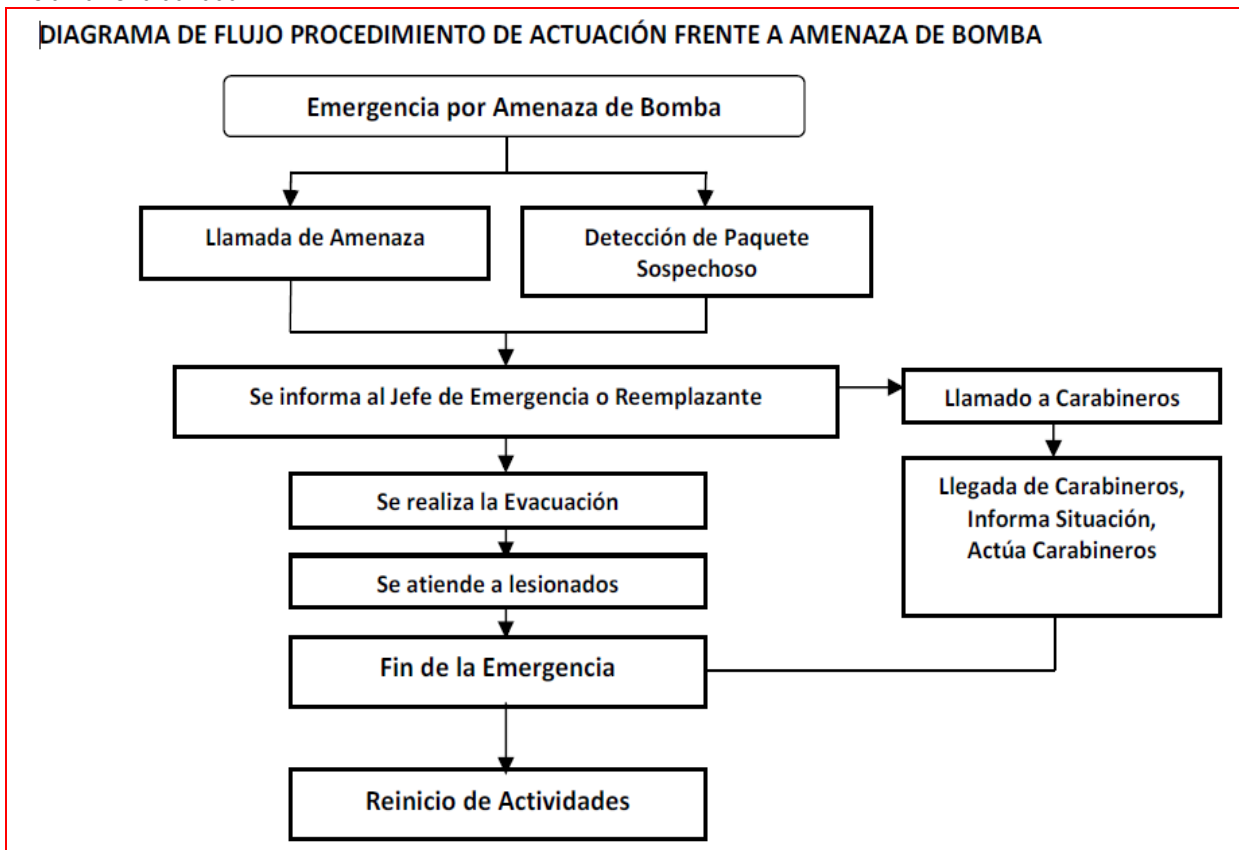 DIAGRAMA DE FLUJO PROCEDIMIENTO DE ACTUACIÓN FRENTE A AMENAZA DE BOMBA
Emergencia por Amenaza de Bomba
Llamada de Amenaza
Detección de Paquete
Sospechoso
Se informa al Jefe de Emergencia o Reemplazante
Llamado a Carabineros
Se realiza la Evacuación
Llegada de Carabineros,
Informa Situación,
Actúa Carabineros
Se atiende a lesionados
Fin de la Emergencia
Reinicio de Actividades